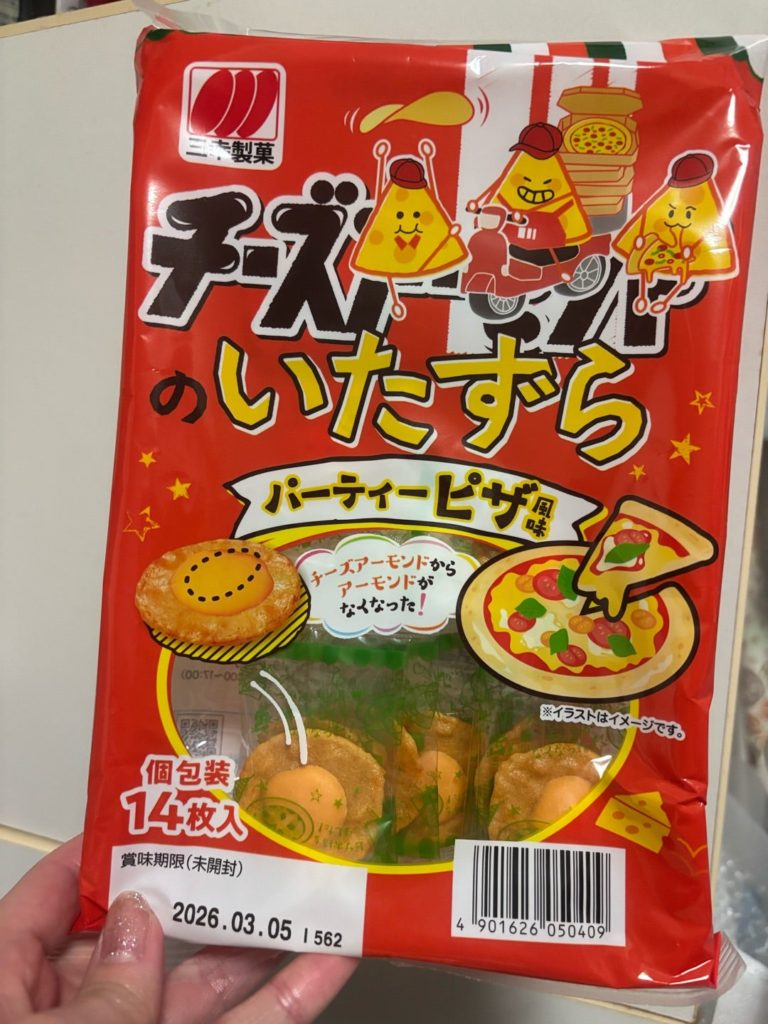 三幸製菓
チーズ
のいたずら
パーティーピザ風味
チーズアーモンドから
アーモンドが
なくなった!
※イラストはイメージです。
個包装
14枚入
賞味期限(未開封)
2026.03.05 I 562
4 901626 050409